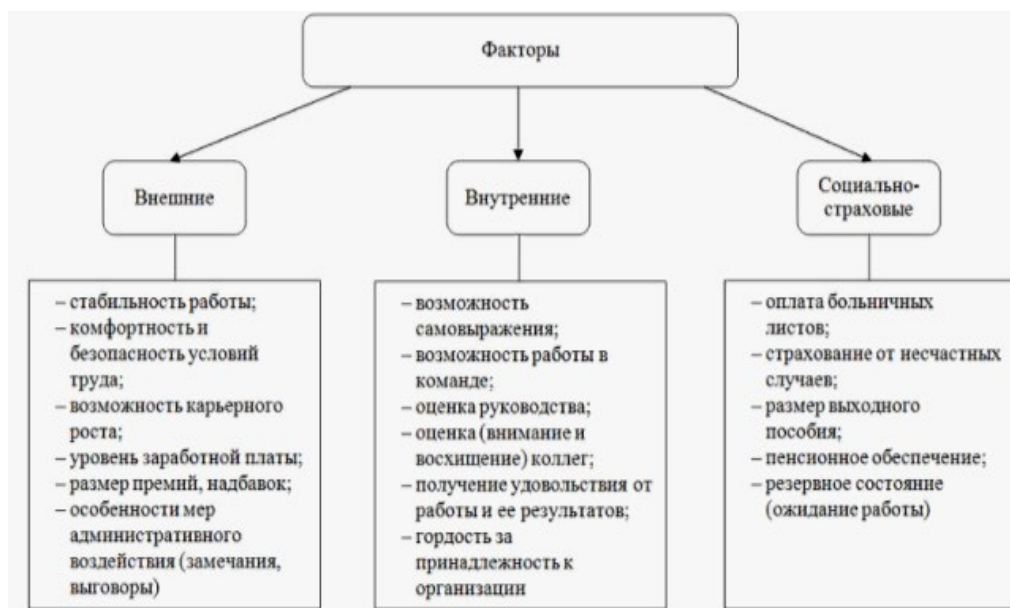 Факторы
Внешние
Внутренние
Социально-
страховые
– стабильность работы;
– комфортность и
безопасность условий
труда;
– возможность карьерного
роста;
– уровень заработной платы;
– размер премий, надбавок;
– особенности мер
административного
воздействия (замечания,
выговоры)
– возможность
самовыражения;
– возможность работы в
команде;
– оценка руководства;
– оценка (внимание и
восхищение) коллег;
– получение удовольствия от
работы и ее результатов;
– гордость за
принадлежность к
организации
– оплата больничных
листов;
– страхование от несчастных
случаев;
– размер выходного
пособия;
– пенсионное обеспечение;
– резервное состояние
(ожидание работы)